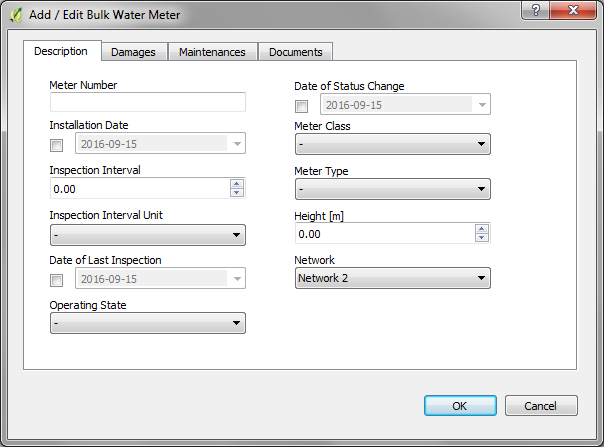 Add / Edit Bulk Water Meter
Description
Damages
Maintenances
Documents
Meter Number
Installation Date
2016-09-15
Inspection Interval
0.00
Inspection Interval Unit
-
Date of Last Inspection
2016-09-15
Operating State
-
Date of Status Change
2016-09-15
Meter Class
-
Meter Type
-
Height [m]
0.00
Network
Network 2
OK
Cancel